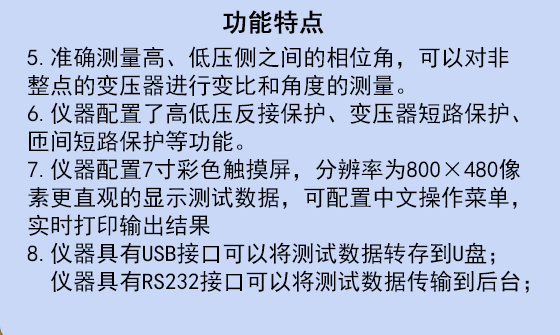 功能特点
5.准确测量高、低压侧之间的相位角，可以对非
整点的变压器进行变比和角度的测量。
6.仪器配置了高低压反接保护、变压器短路保护、
匝间短路保护等功能。
7.仪器配置7寸彩色触摸屏，分辨率为800×480像
素更直观的显示测试数据，可配置中文操作菜单，
实时打印输出结果
8.仪器具有USB接口可以将测试数据转存到U盘；
仪器具有RS232接口可以将测试数据传输到后台；